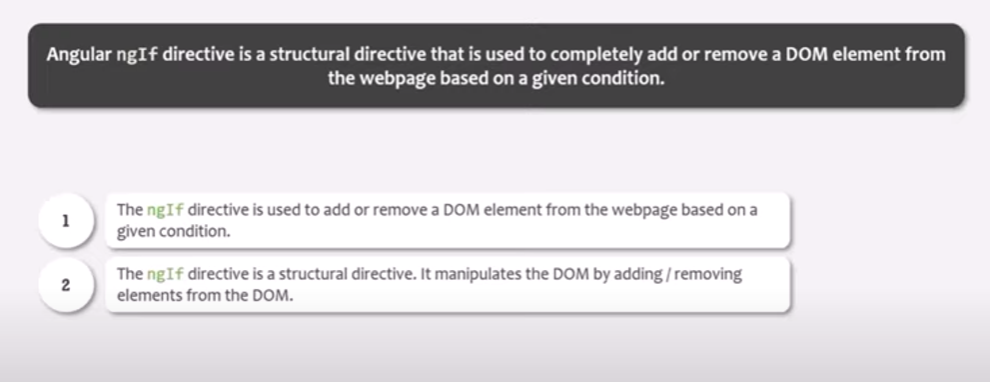 Angular ngIf directive is a structural directive that is used to completely add or remove a DOM element from
the webpage based on a given condition.
1
The ngIf directive is used to add or remove a DOM element from the webpage based on a
given condition.
2
The ngIf directive is a structural directive. It manipulates the DOM by adding / removing
elements from the DOM.